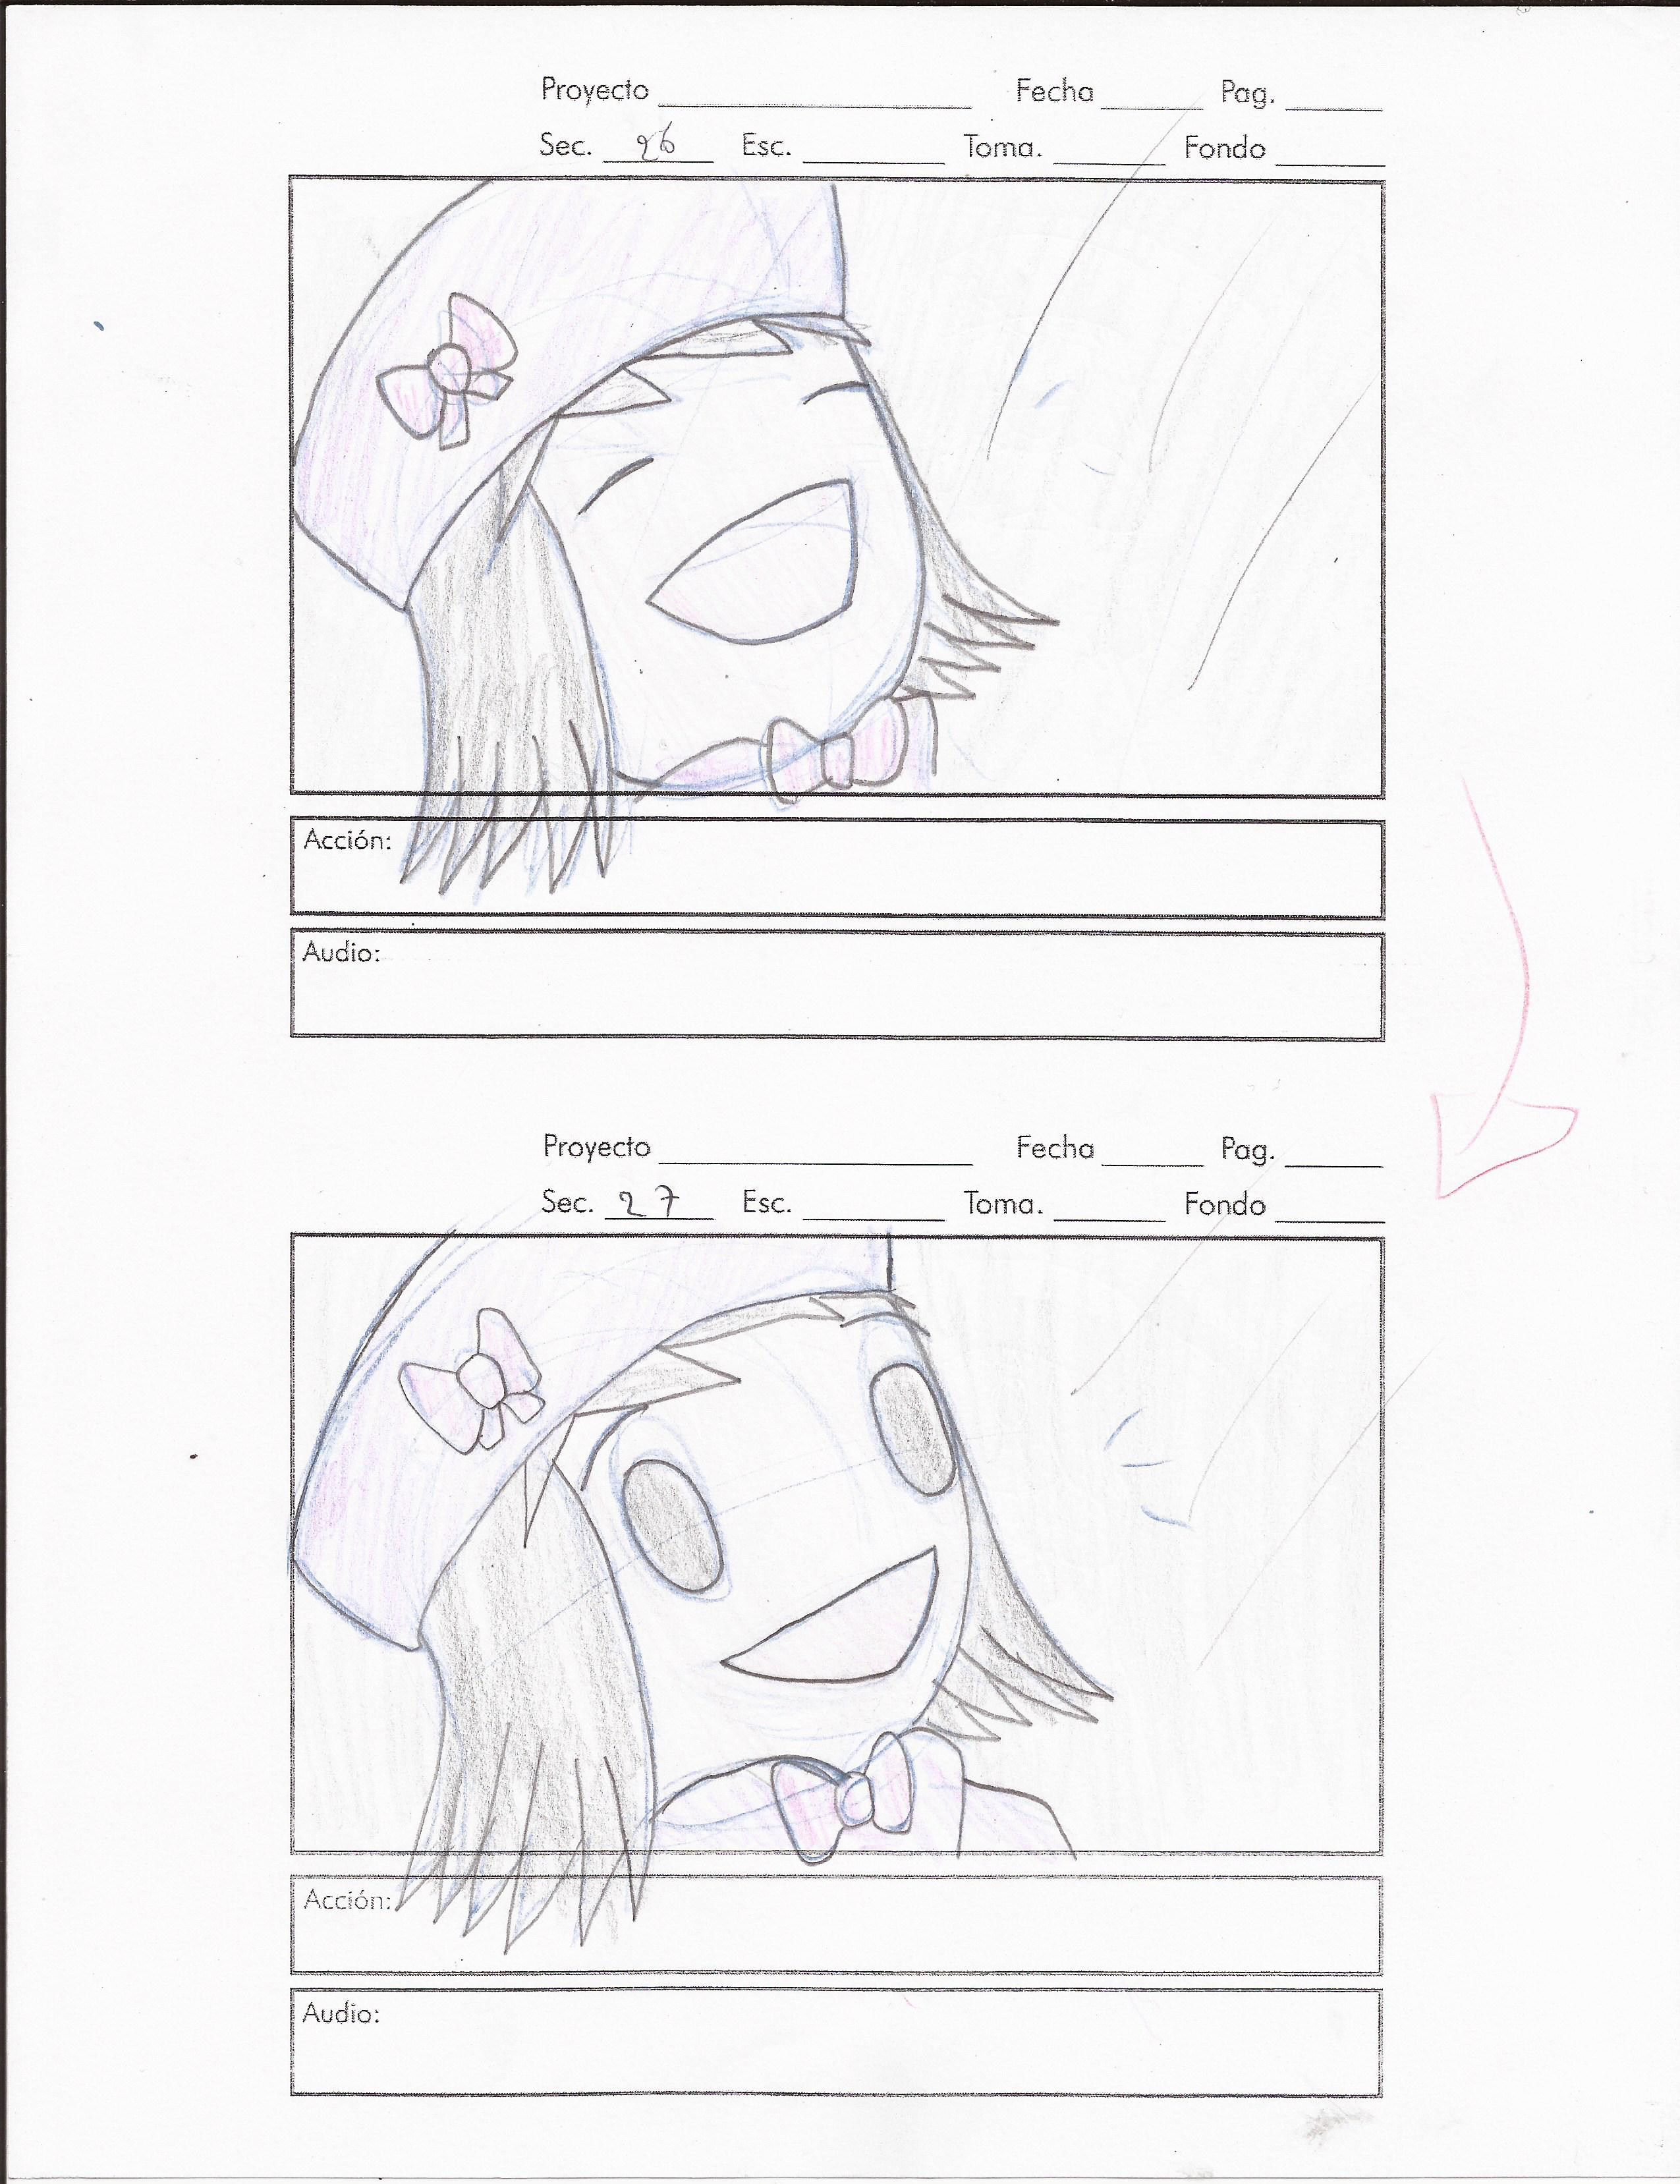 Proyecto Fecha Pag.
Sec. 26 Esc. Toma. Fondo
Acción:
Audio:
Proyecto Fecha Pag.
Sec. 27 Esc. Toma. Fondo
Acción:
Audio: